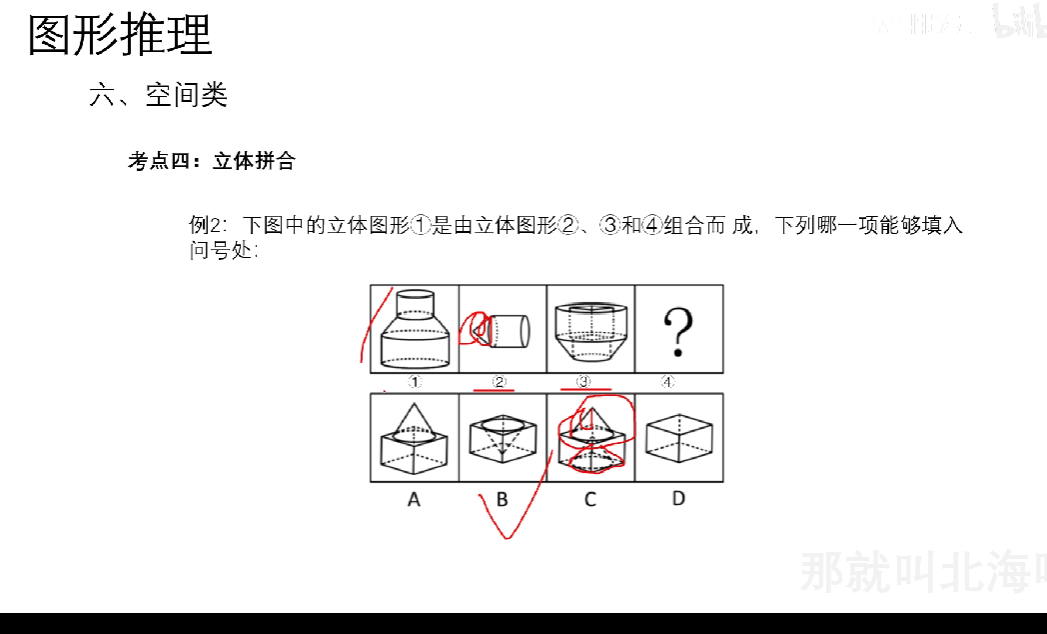 图形推理
六、空间类
考点四：立体拼合
例2：下图中的立体图形①是由立体图形②、③和④组合而 成，下列哪一项能够填入
问号处：
?
① ② ③ ④
A B C D
那就叫北海